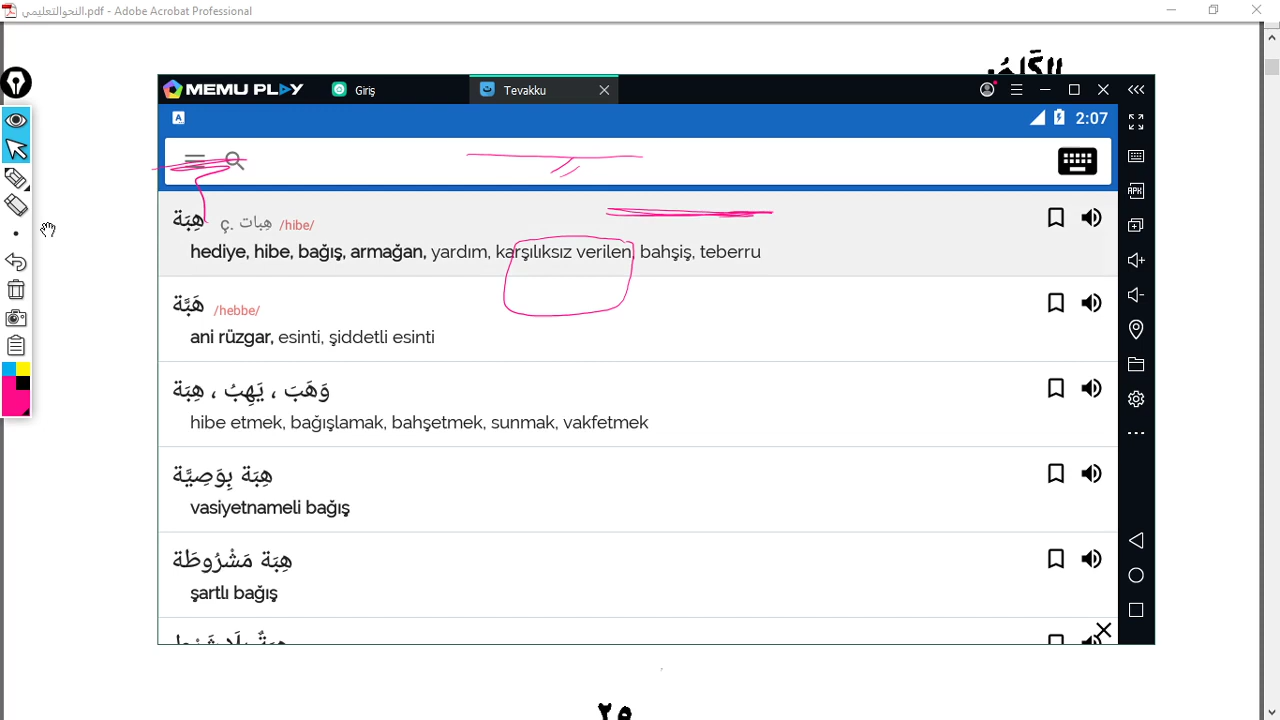 النحوالتعليمي.pdf - Adobe Acrobat Professional
MEMU PLAY
Giriş
Tevakku
2:07
هِبَة ç. هِبات /hibe/
hediye, hibe, bağış, armağan, yardım, karşılıksız verilen, bahşiş, teberru
هَبَّة /hebbe/
ani rüzgar, esinti, şiddetli esinti
وَهَبَ ، يَهِبُ ، هِبَة
hibe etmek, bağışlamak, bahşetmek, sunmak, vakfetmek
هِبَة بِوَصِيَّة
vasiyetnameli bağış
هِبَة مَشْرُوطَة
şartlı bağış
٢٥